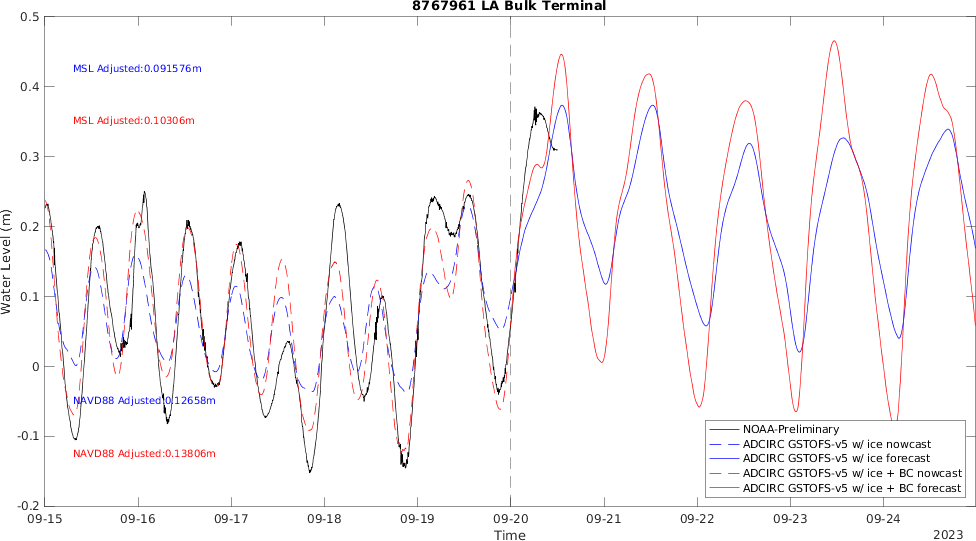 8767961 LA Bulk Terminal
0.5
0.4
0.3
0.2
0.1
0
-0.1
-0.2
Water Level (m)
MSL Adjusted:0.091576m
MSL Adjusted:0.10306m
NAVD88 Adjusted:0.12658m
NAVD88 Adjusted:0.13806m
NOAA-Preliminary
ADCIRC GSTOFS-v5 w/ ice nowcast
ADCIRC GSTOFS-v5 w/ ice forecast
ADCIRC GSTOFS-v5 w/ ice + BC nowcast
ADCIRC GSTOFS-v5 w/ ice + BC forecast
09-15 09-16 09-17 09-18 09-19 09-20 09-21 09-22 09-23 09-24
Time
2023